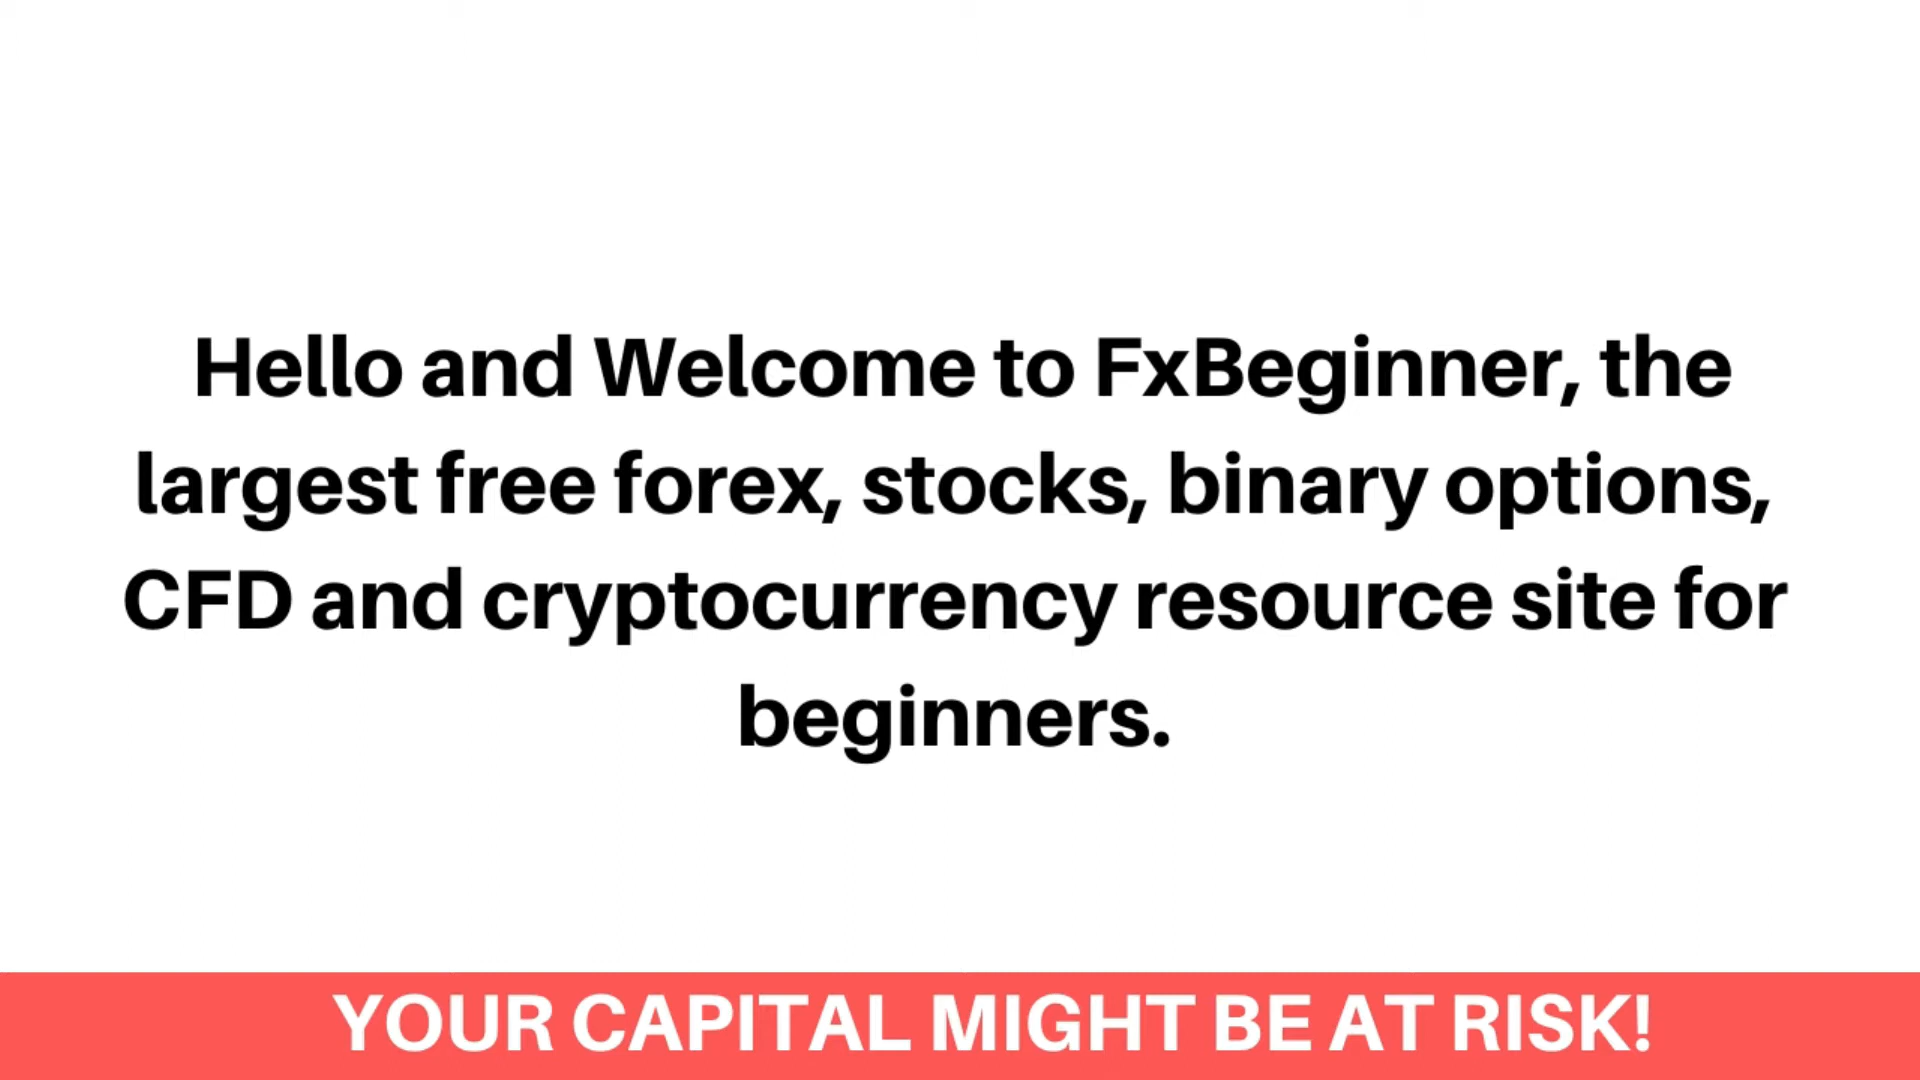 Hello and Welcome to FxBeginner, the
largest free forex, stocks, binary options,
CFD and cryptocurrency resource site for
beginners.
YOUR CAPITAL MIGHT BE AT RISK!